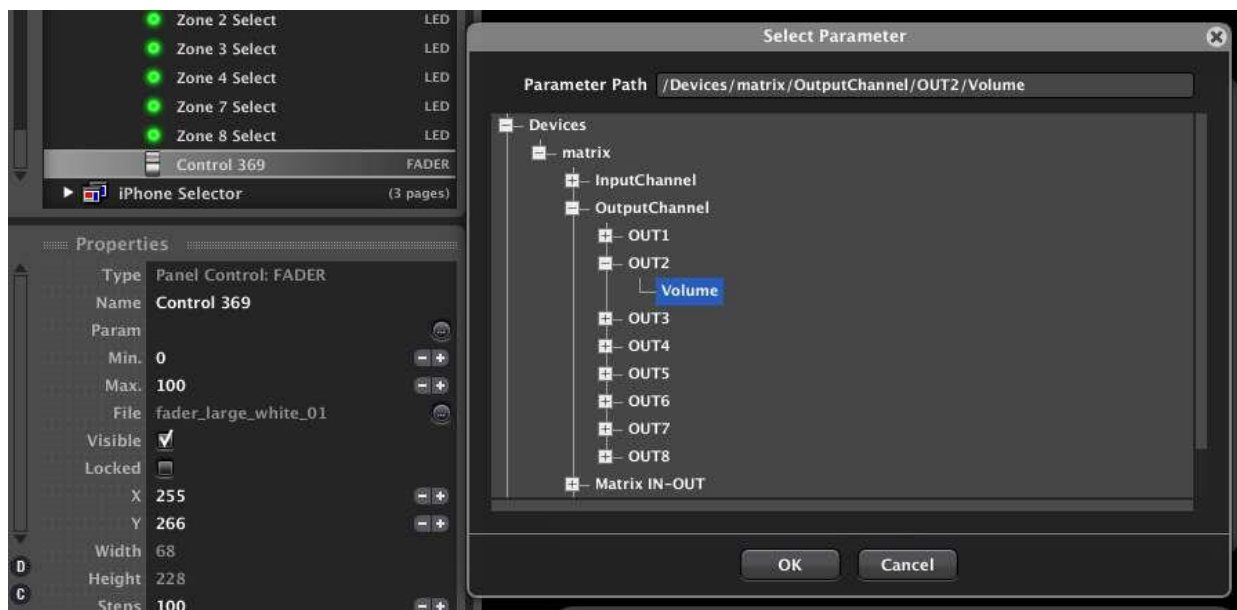 Zone 2 Select LED
Zone 3 Select LED
Zone 4 Select LED
Zone 7 Select LED
Zone 8 Select LED
Control 369 FADER
iPhone Selector (3 pages)
Properties
Type Panel Control: FADER
Name Control 369
Param
Min. 0
Max. 100
File fader_large_white_01
Visible
Locked
X 255
Y 266
Width 68
Height 228
Steps 100
D
C
Select Parameter
Parameter Path /Devices/matrix/OutputChannel/OUT2/Volume
Devices
matrix
InputChannel
OutputChannel
OUT1
OUT2
Volume
OUT3
OUT4
OUT5
OUT6
OUT7
OUT8
Matrix IN-OUT
OK Cancel